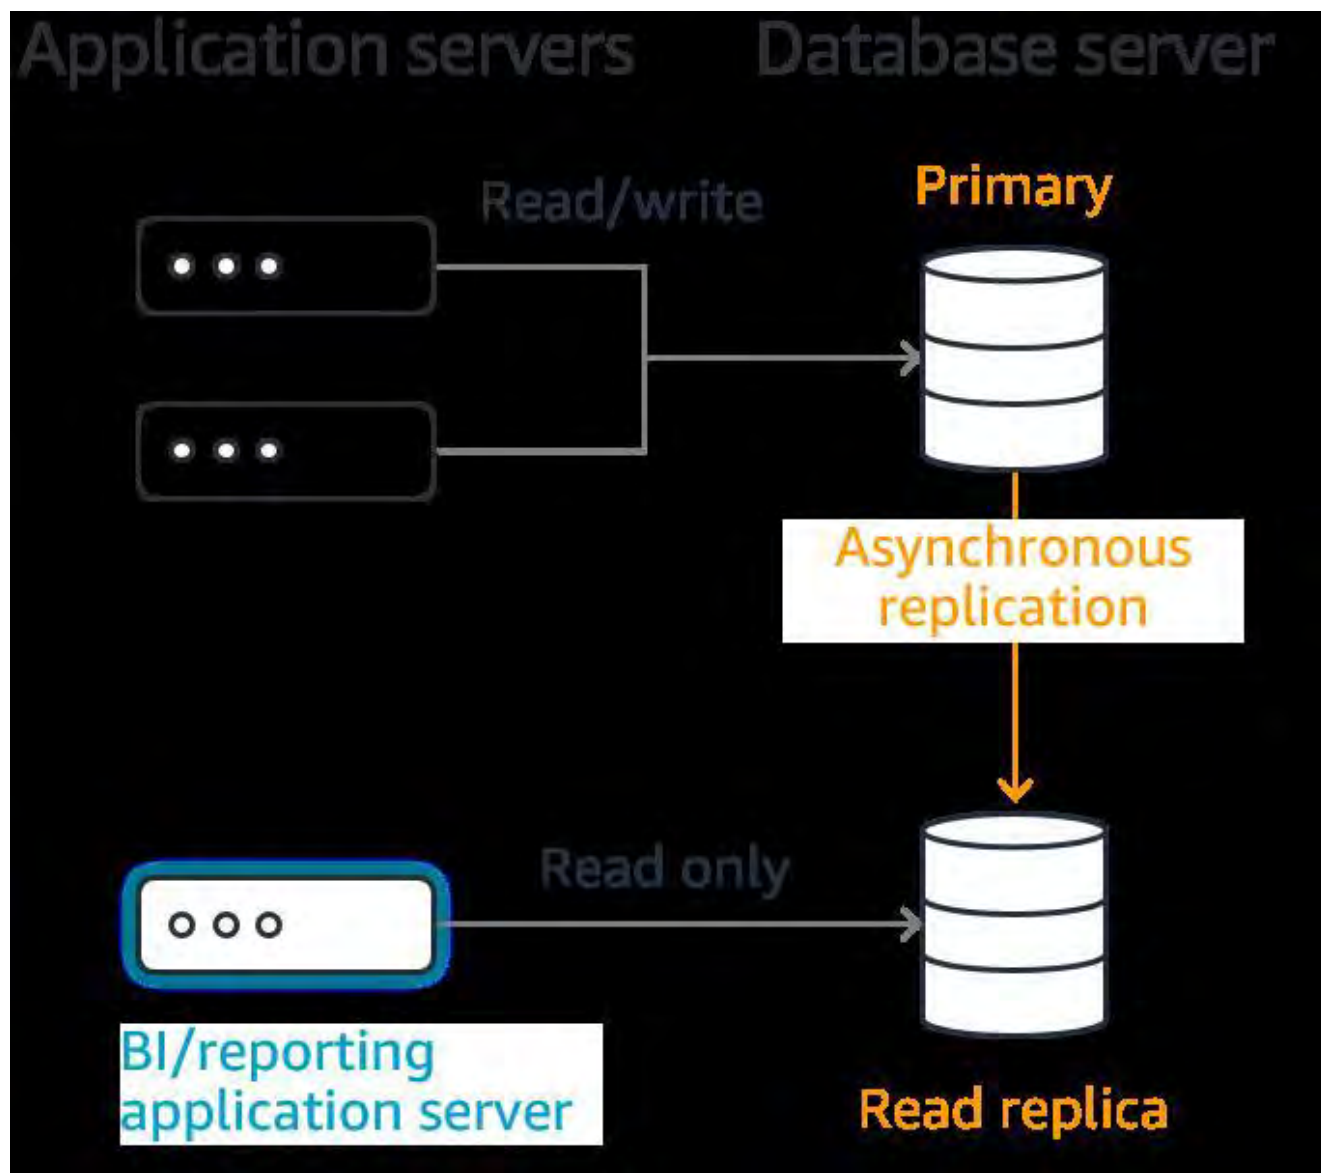 Application servers
Database server
Read/write
Primary
Asynchronous
replication
Read only
BI/reporting
application server
Read replica